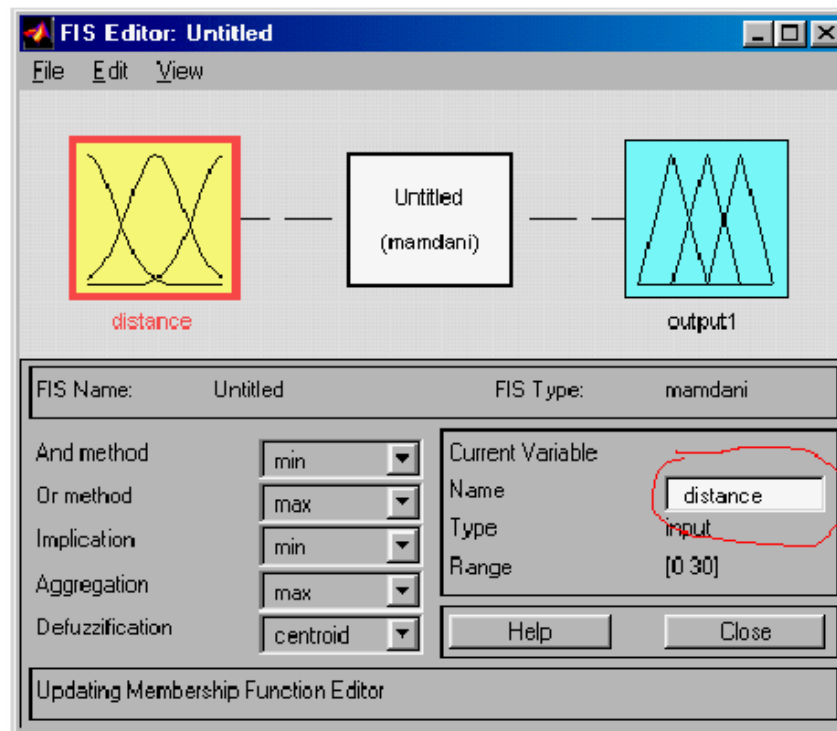 FIS Editor: Untitled
File Edit View
Untitled
(mamdani)
distance
output1
FIS Name: Untitled FIS Type: mamdani
And method min
Or method max
Implication min
Aggregation max
Defuzzification centroid
Current Variable
Name distance
Type input
Range [0 30]
Help Close
Updating Membership Function Editor